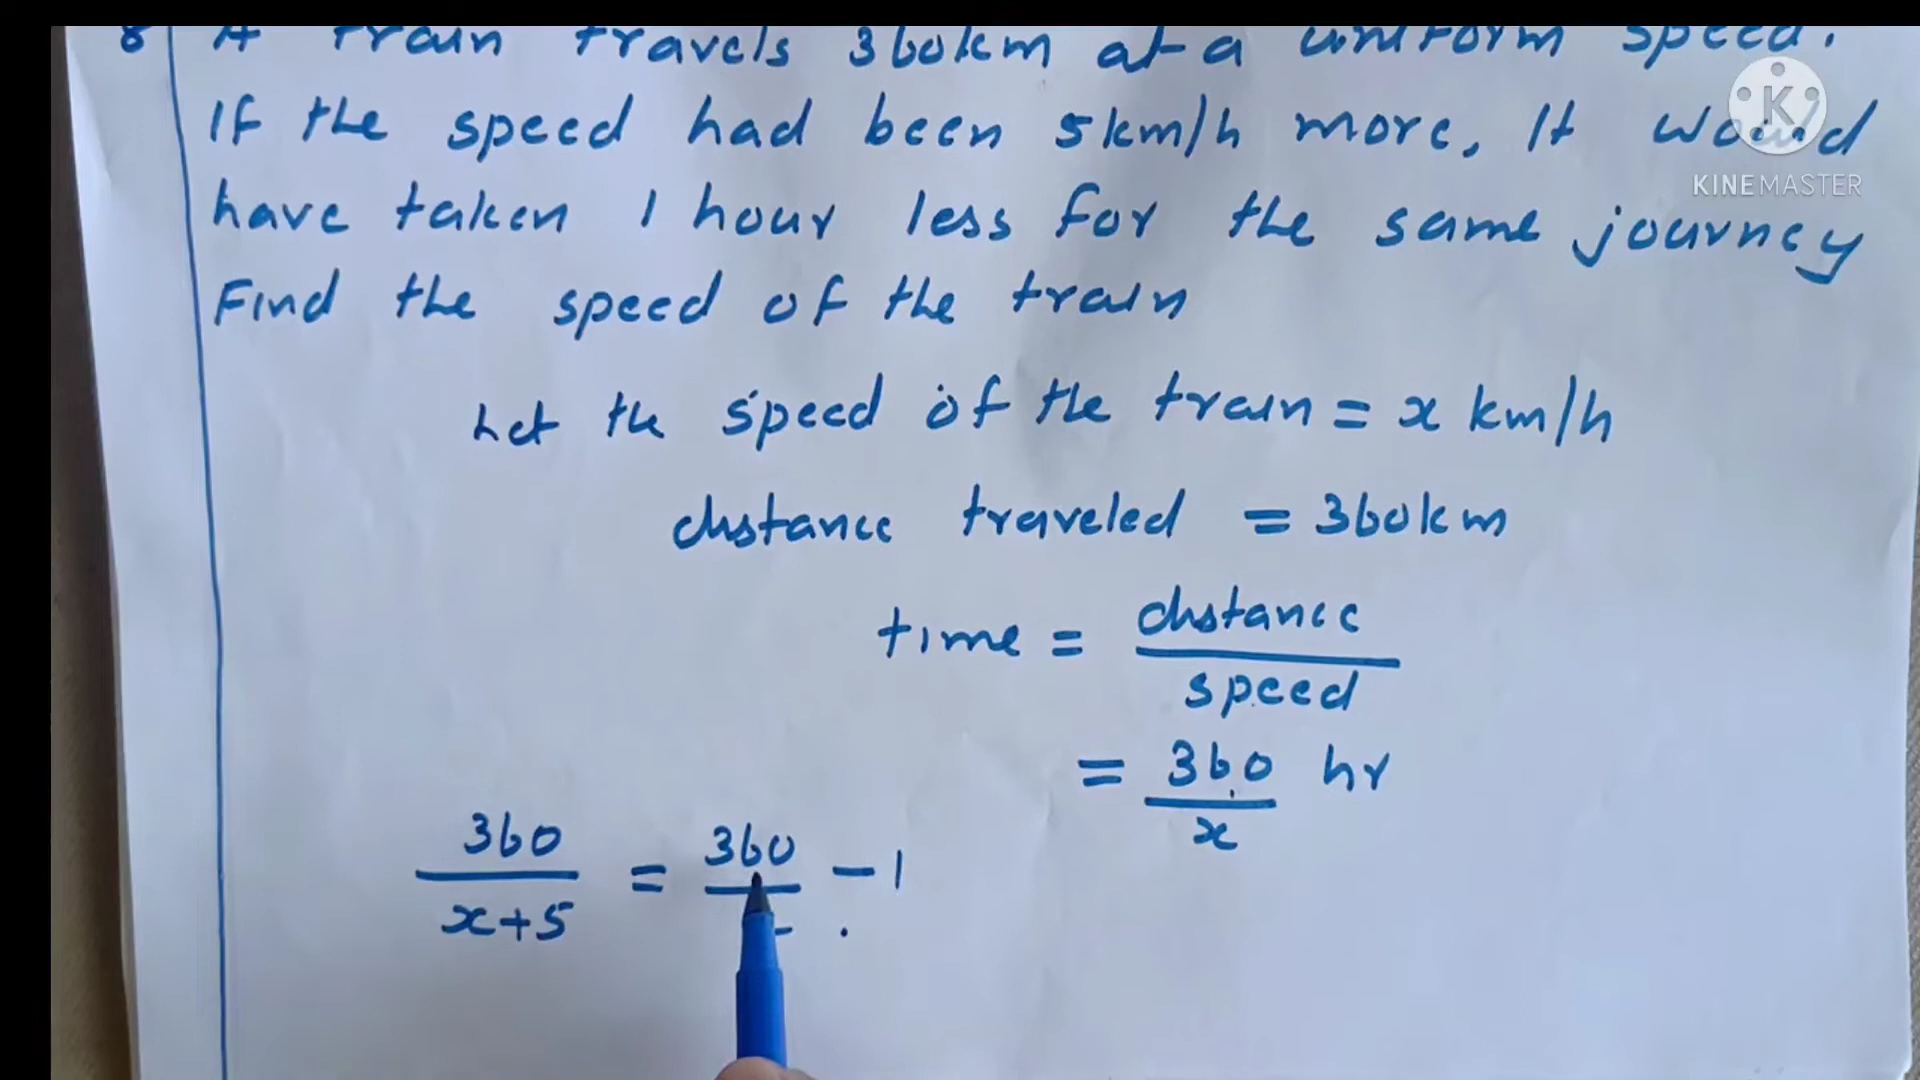 8 A train travels 360km at a uniform speed.
If the speed had been 5km/h more, It would
have taken 1 hour less for the same journey
Find the speed of the train
Let the speed of the train = x km/h
distance traveled = 360km
time = distance
speed
= 360 hr
x
360 = 360 - 1
x+5
K
KINEMASTER